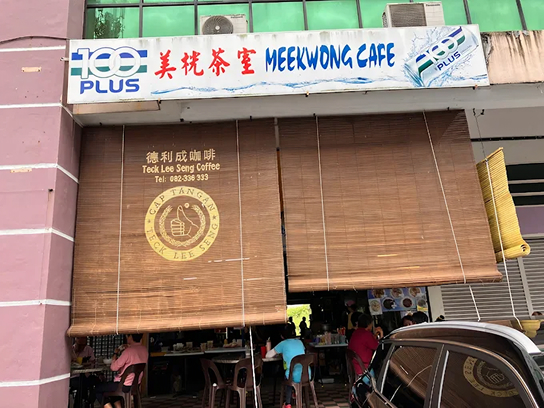 100 PLUS 美桄茶室 MEEKWONG CAFE 100 PLUS
德利成咖啡
Teck Lee Seng Coffee
Tel: 082-336 333
CAP TANGAN
TECK LEE SENG